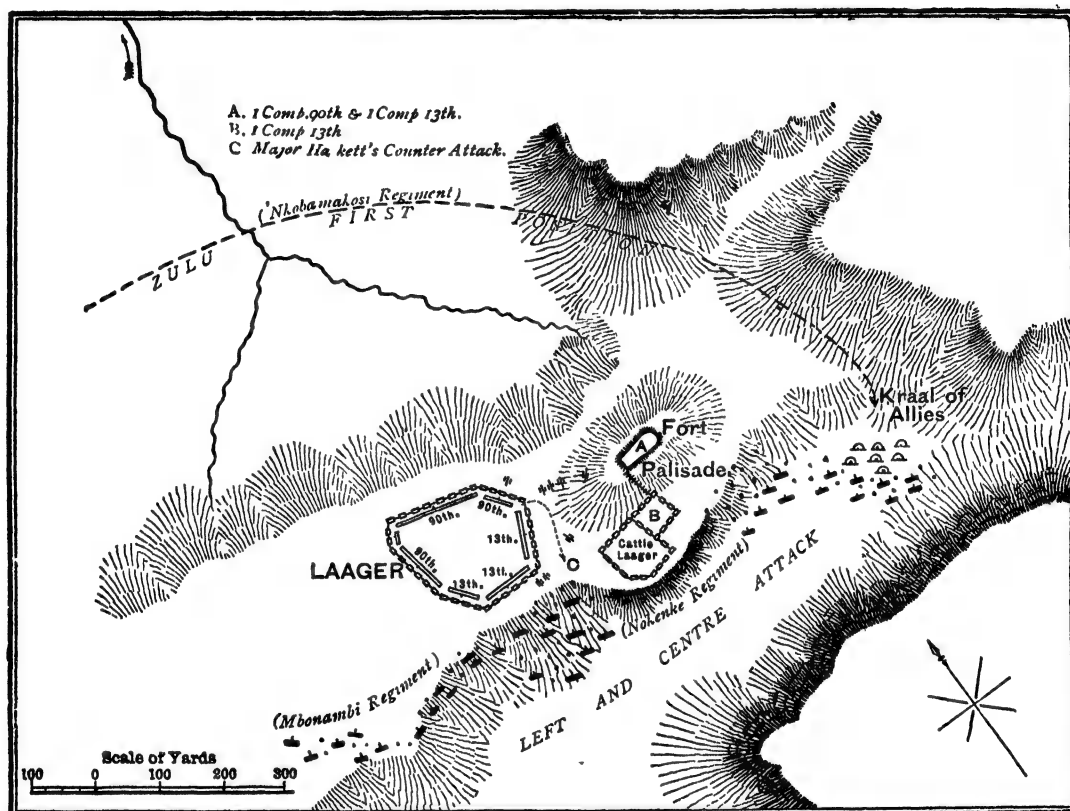 A. 1 Comp. 90th & 1 Comp 13th.
B. 1 Comp 13th
C Major Ha kett's Counter Attack.
('Nkobamakosi Regiment)
ZULU FIRST
Kraal of
Allies
Fort
A
Palisade
B
Cattle
Laager
90th.
90th.
13th.
90th.
13th.
13th.
LAAGER
C
(Nokenke Regiment)
(Mbonambi Regiment)
LEFT AND CENTRE ATTACK
Scale of Yards
100 0 100 200 300